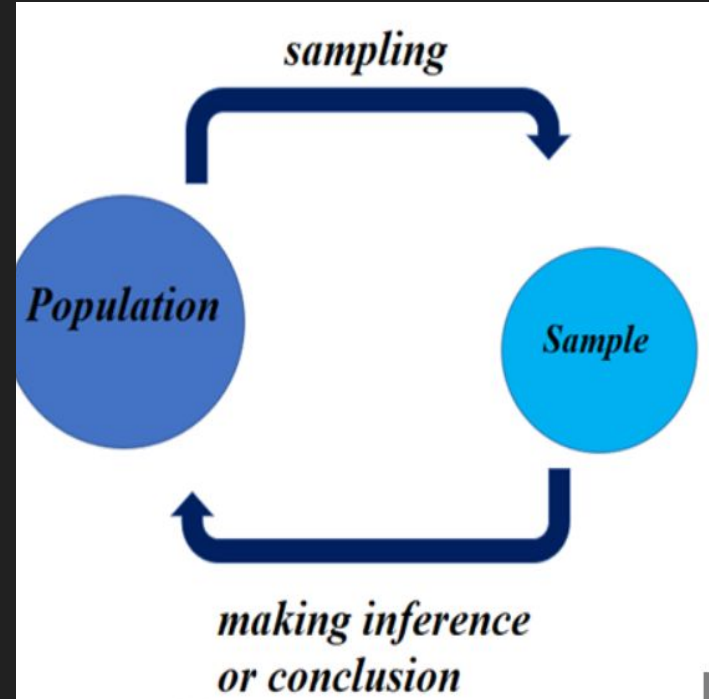 sampling
Population
Sample
making inference
or conclusion